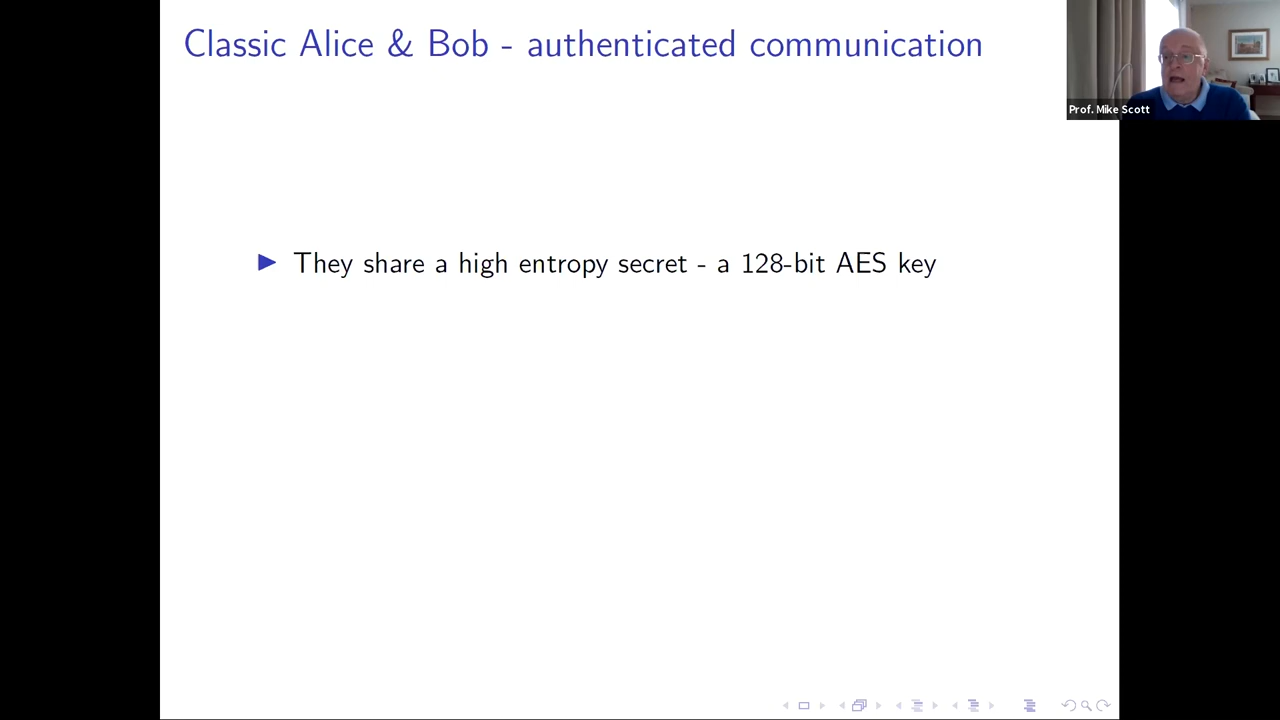 Classic Alice & Bob - authenticated communication
Prof. Mike Scott
They share a high entropy secret - a 128-bit AES key